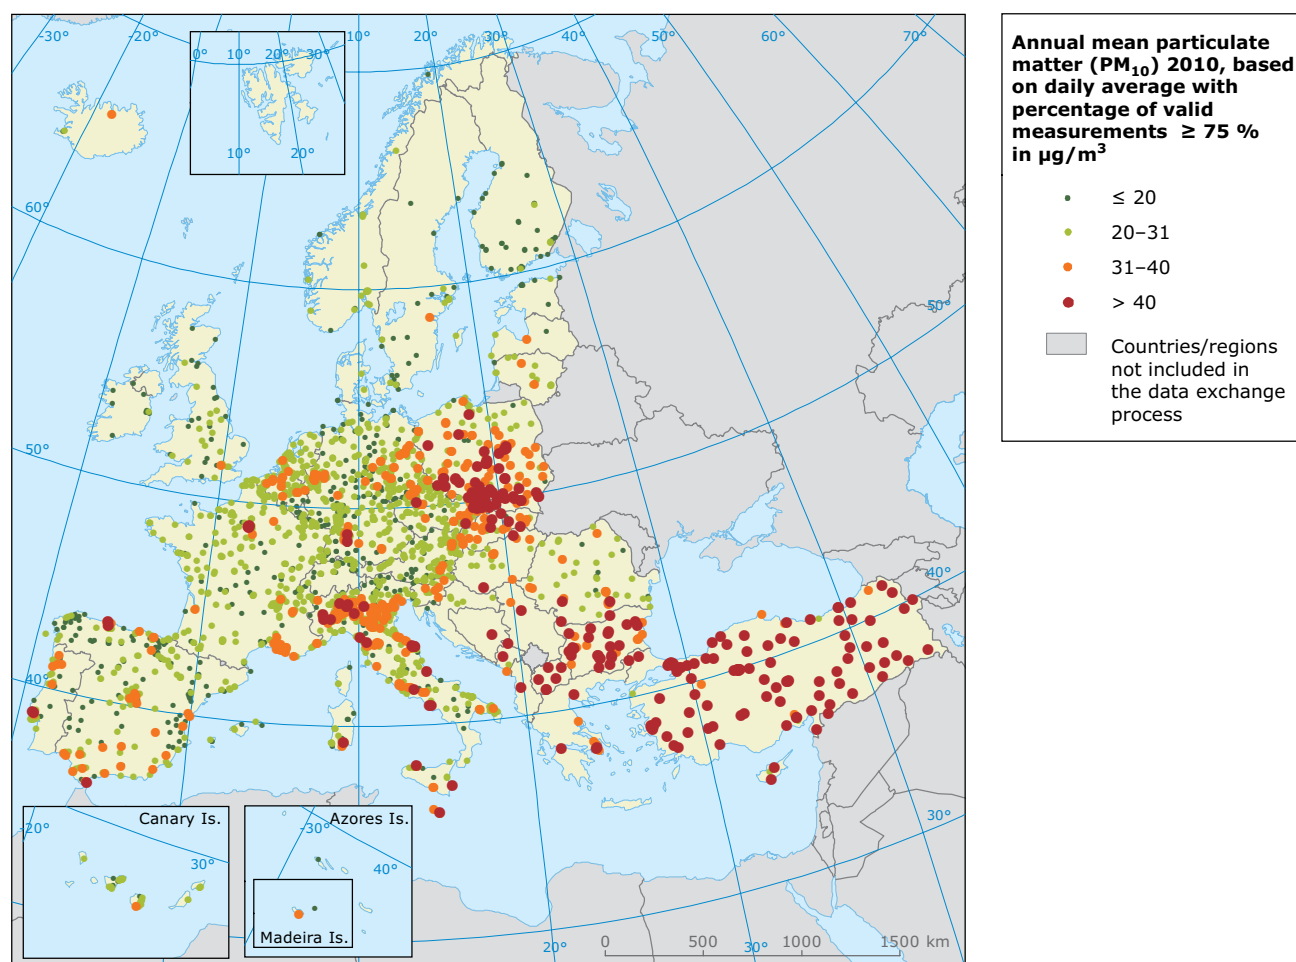 -30° -20° 10° 20° 30° 60° 70°
0° 10° 20° 30°
10° 20°
60°
50°
40°
50°
40°
30°
40°
50°
40°
30°
20° 30°
Canary Is.
-20°
30°
Azores Is.
-30°
40°
Madeira Is.
0 500 1000 1500 km
Annual mean particulate
matter (PM10) 2010, based
on daily average with
percentage of valid
measurements ≥ 75 %
in µg/m³
≤ 20
20–31
31–40
> 40
Countries/regions
not included in
the data exchange
process